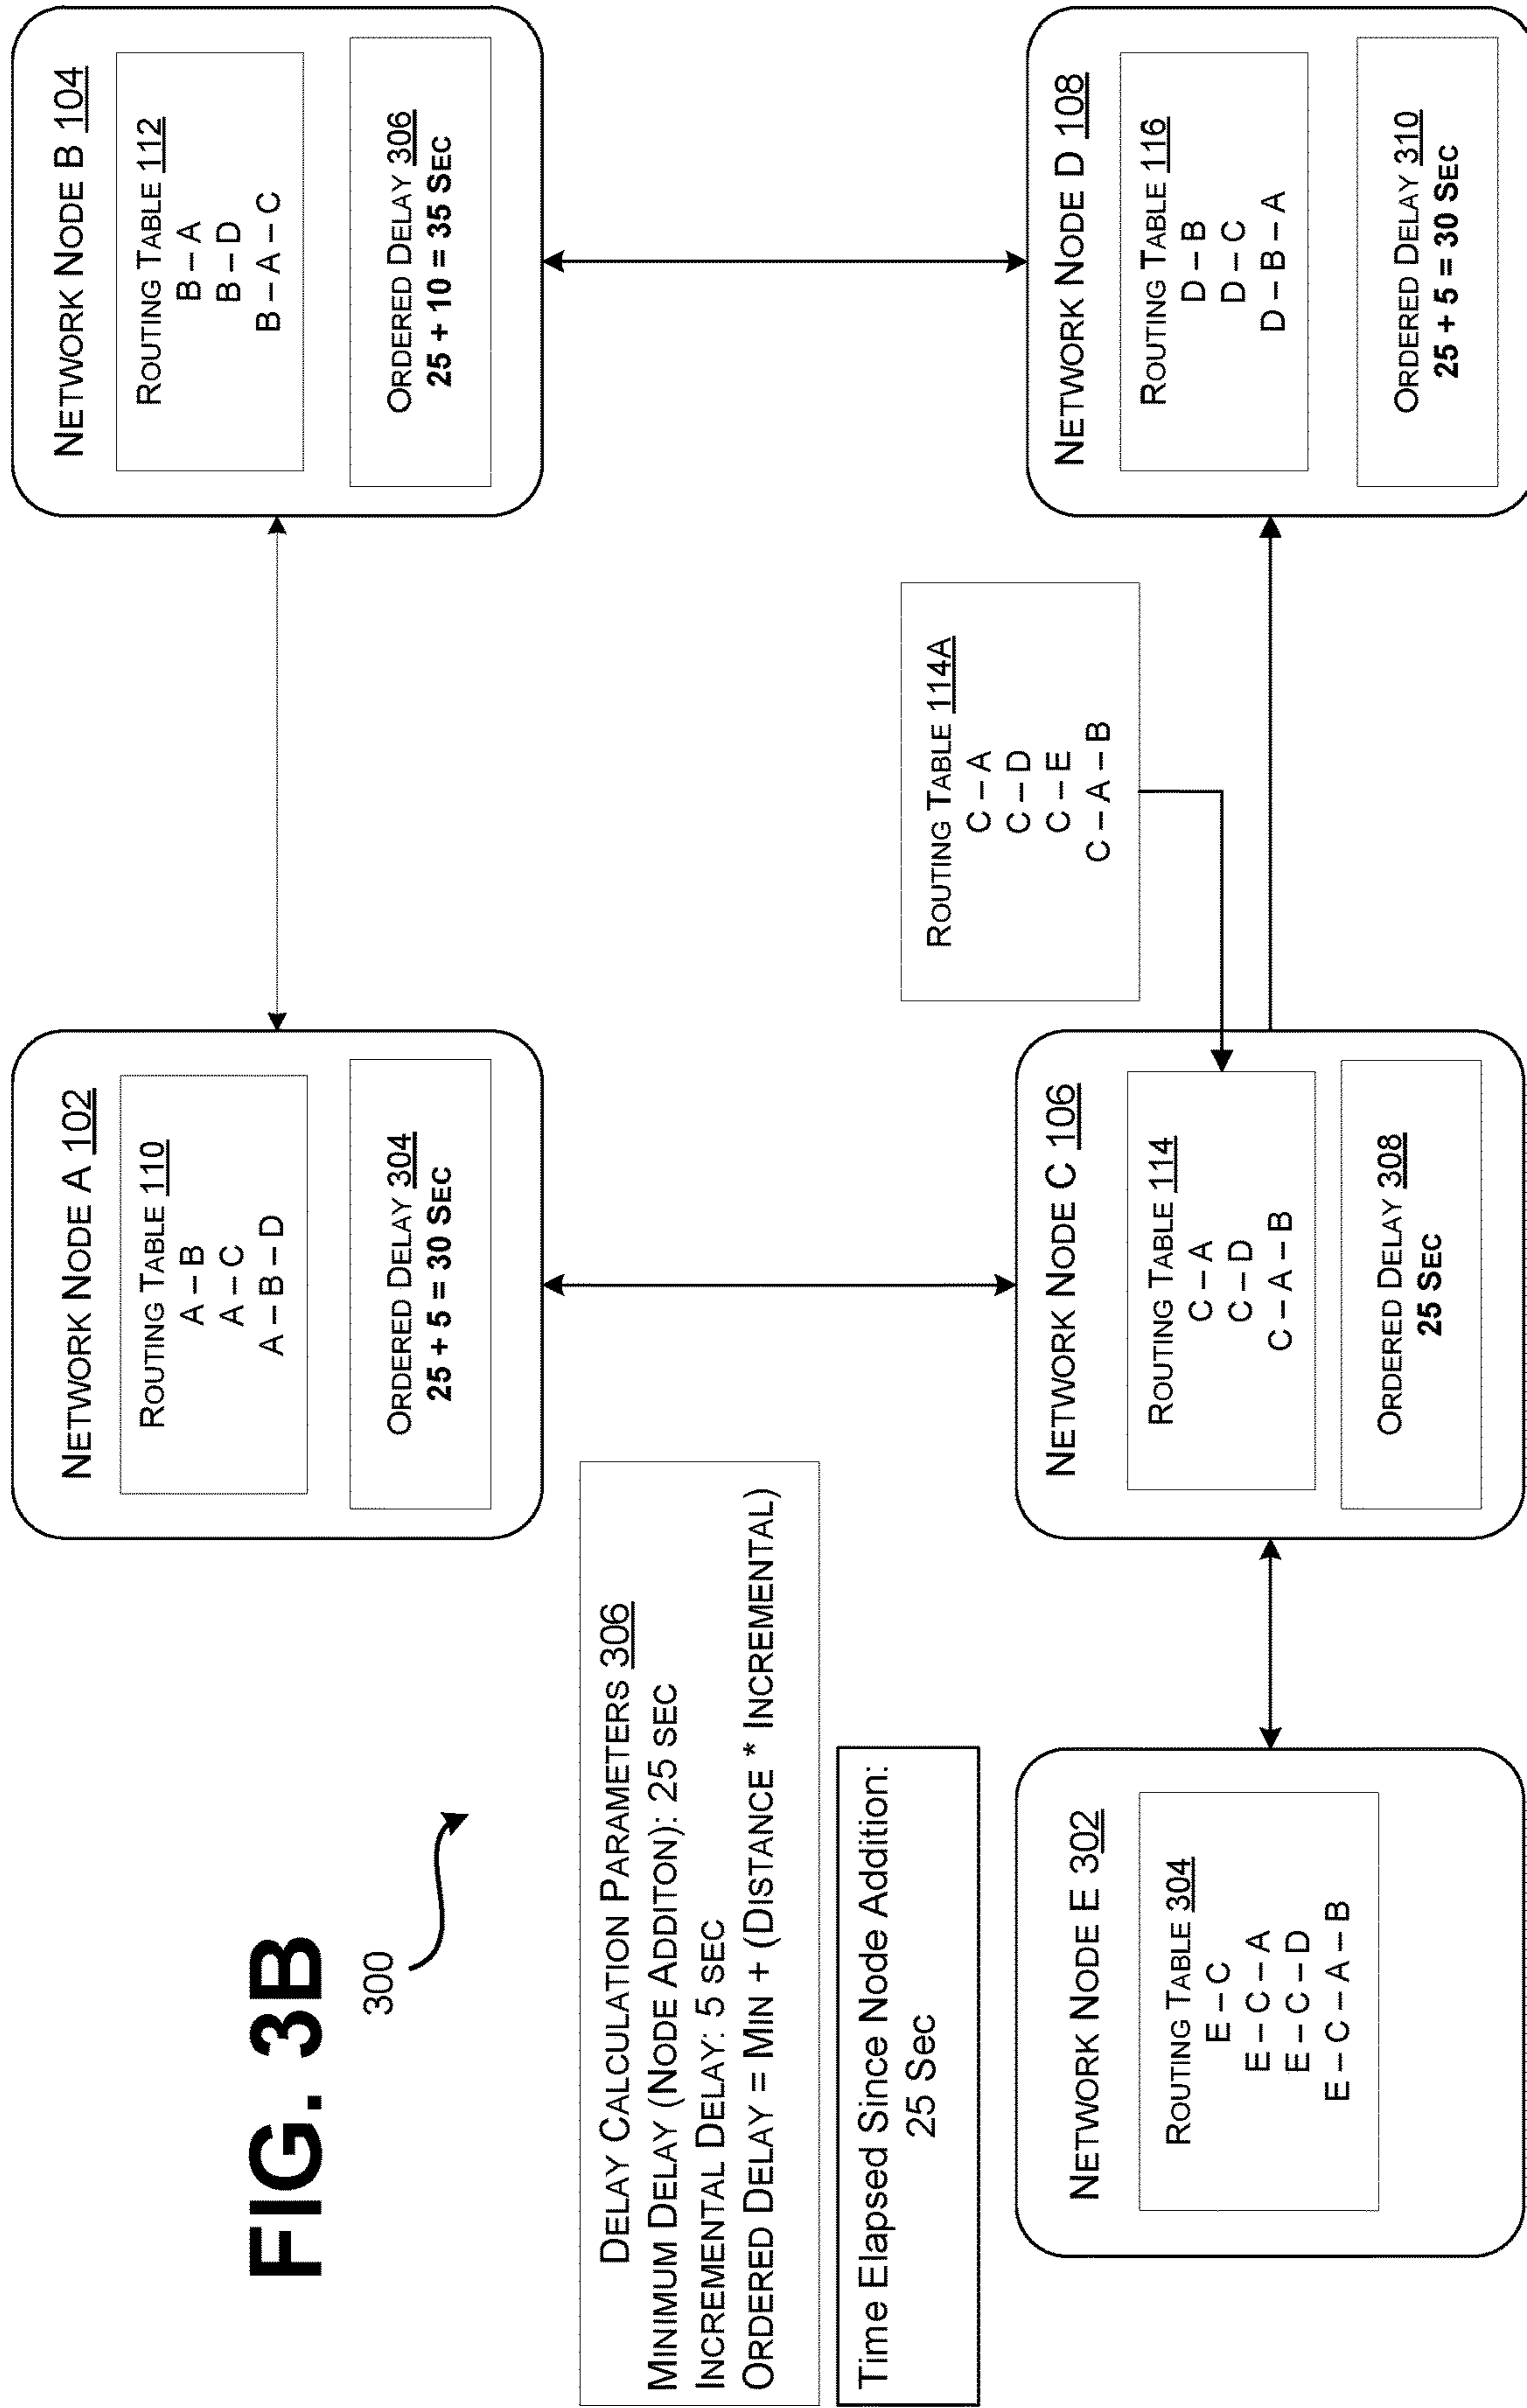 FIG. 3B
300
DELAY CALCULATION PARAMETERS 306
MINIMUM DELAY (NODE ADDITON): 25 SEC
INCREMENTAL DELAY: 5 SEC
ORDERED DELAY = MIN + (DISTANCE * INCREMENTAL)
Time Elapsed Since Node Addition:
25 Sec
NETWORK NODE A 102
ROUTING TABLE 110
A – B
A – C
A – B – D
ORDERED DELAY 304
25 + 5 = 30 SEC
NETWORK NODE B 104
ROUTING TABLE 112
B – A
B – D
B – A – C
ORDERED DELAY 306
25 + 10 = 35 SEC
NETWORK NODE E 302
ROUTING TABLE 304
E – C
E – C – A
E – C – D
E – C – A – B
NETWORK NODE C 106
ROUTING TABLE 114
C – A
C – D
C – A – B
ORDERED DELAY 308
25 SEC
ROUTING TABLE 114A
C – A
C – D
C – E
C – A – B
NETWORK NODE D 108
ROUTING TABLE 116
D – B
D – C
D – B – A
ORDERED DELAY 310
25 + 5 = 30 SEC